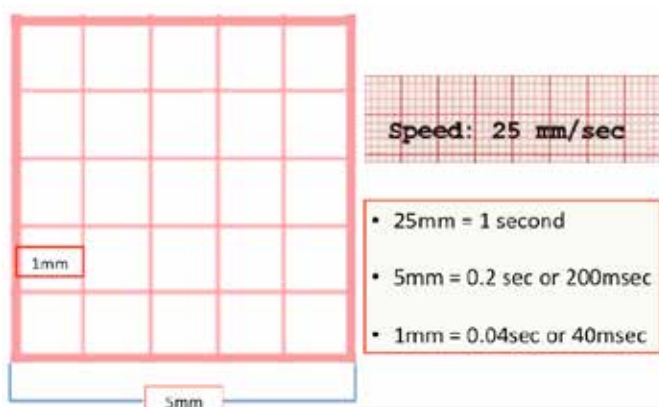 Speed: 25 mm/sec
• 25mm = 1 second
• 5mm = 0.2 sec or 200msec
• 1mm = 0.04sec or 40msec
1mm
5mm